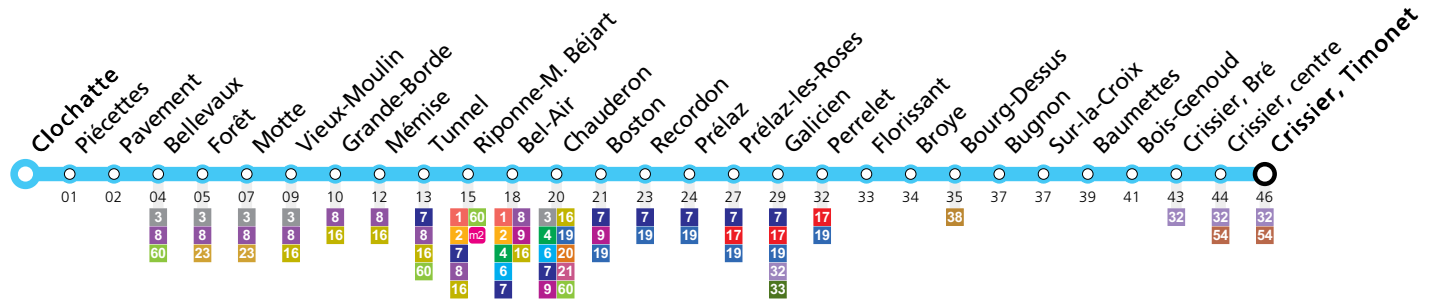 Clochatte
Piécettes
Pavement
Bellevaux
Forêt
Motte
Vieux-Moulin
Grande-Borde
Mémise
Tunnel
Riponne-M. Béjart
Bel-Air
Chauderon
Boston
Recordon
Prélaz
Prélaz-les-Roses
Galicien
Perrelet
Florissant
Broye
Bourg-Dessus
Bugnon
Sur-la-Croix
Baumettes
Bois-Genoud
Crissier, Bré
Crissier, centre
Crissier, Timonet
01 02 04 05 07 09 10 12 13 15 18 20 21 23 24 27 29 32 33 34 35 37 37 39 41 43 44 46
3 3 3 3 8 8 7 1 60 1 8 3 16 7 7 7 7 7 17 38 32 32 32
8 8 8 8 16 16 8 2 m2 2 9 4 19 9 19 19 17 17 19 54 54
60 23 23 16 16 7 4 16 6 20 19 19 19
60 8 6 7 21 32
16 7 9 60 33